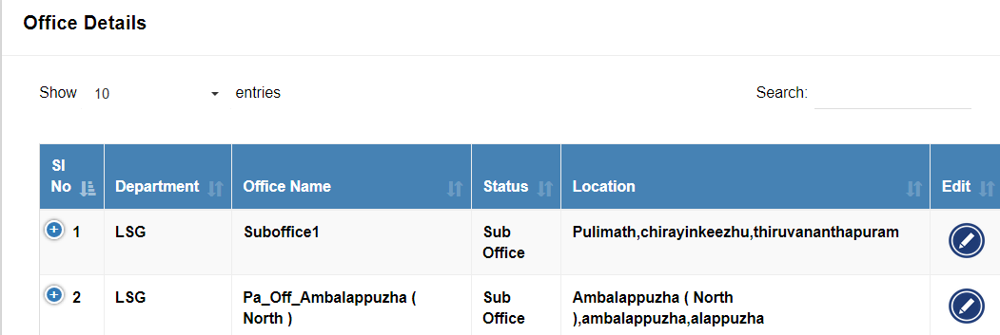 Office Details
Show 10 entries Search:
Sl No Department Office Name Status Location Edit
1 LSG Suboffice1 Sub Office Pulimath,chirayinkeezhu,thiruvananthapuram
2 LSG Pa_Off_Ambalappuzha ( North ) Sub Office Ambalappuzha ( North ),ambalappuzha,alappuzha